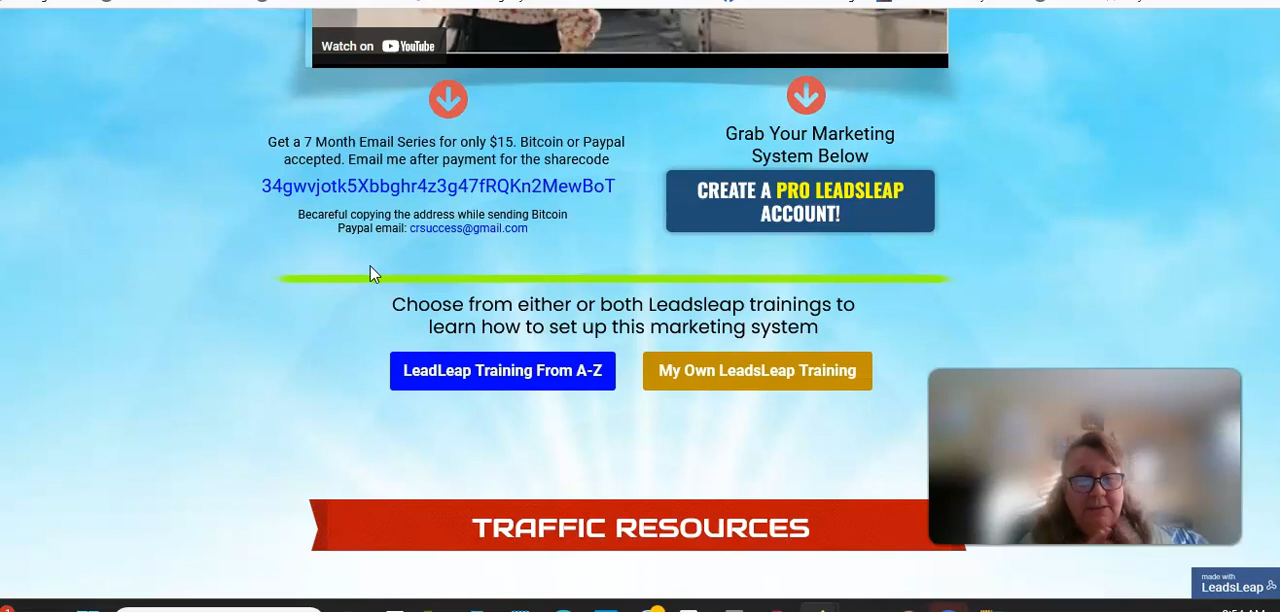 Watch on YouTube
Get a 7 Month Email Series for only $15. Bitcoin or Paypal
accepted. Email me after payment for the sharecode
34gwvjotk5Xbbghr4z3g47fRQKn2MewBoT
Becareful copying the address while sending Bitcoin
Paypal email: crsuccess@gmail.com
Grab Your Marketing
System Below
CREATE A PRO LEADSLEAP
ACCOUNT!
Choose from either or both Leadsleap trainings to
learn how to set up this marketing system
LeadLeap Training From A-Z
My Own LeadsLeap Training
TRAFFIC RESOURCES
made with
LeadsLeap